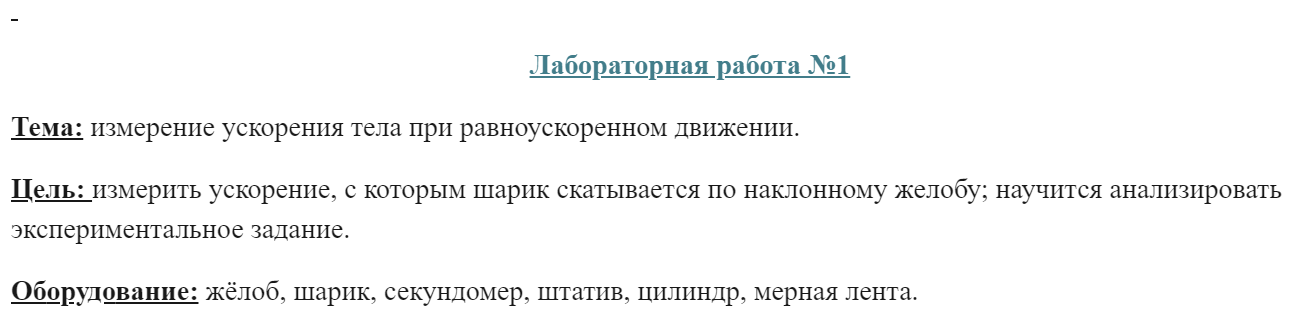 Лабораторная работа №1
Тема: измерение ускорения тела при равноускоренном движении.
Цель: измерить ускорение, с которым шарик скатывается по наклонному желобу; научится анализировать
экспериментальное задание.
Оборудование: жёлоб, шарик, секундомер, штатив, цилиндр, мерная лента.